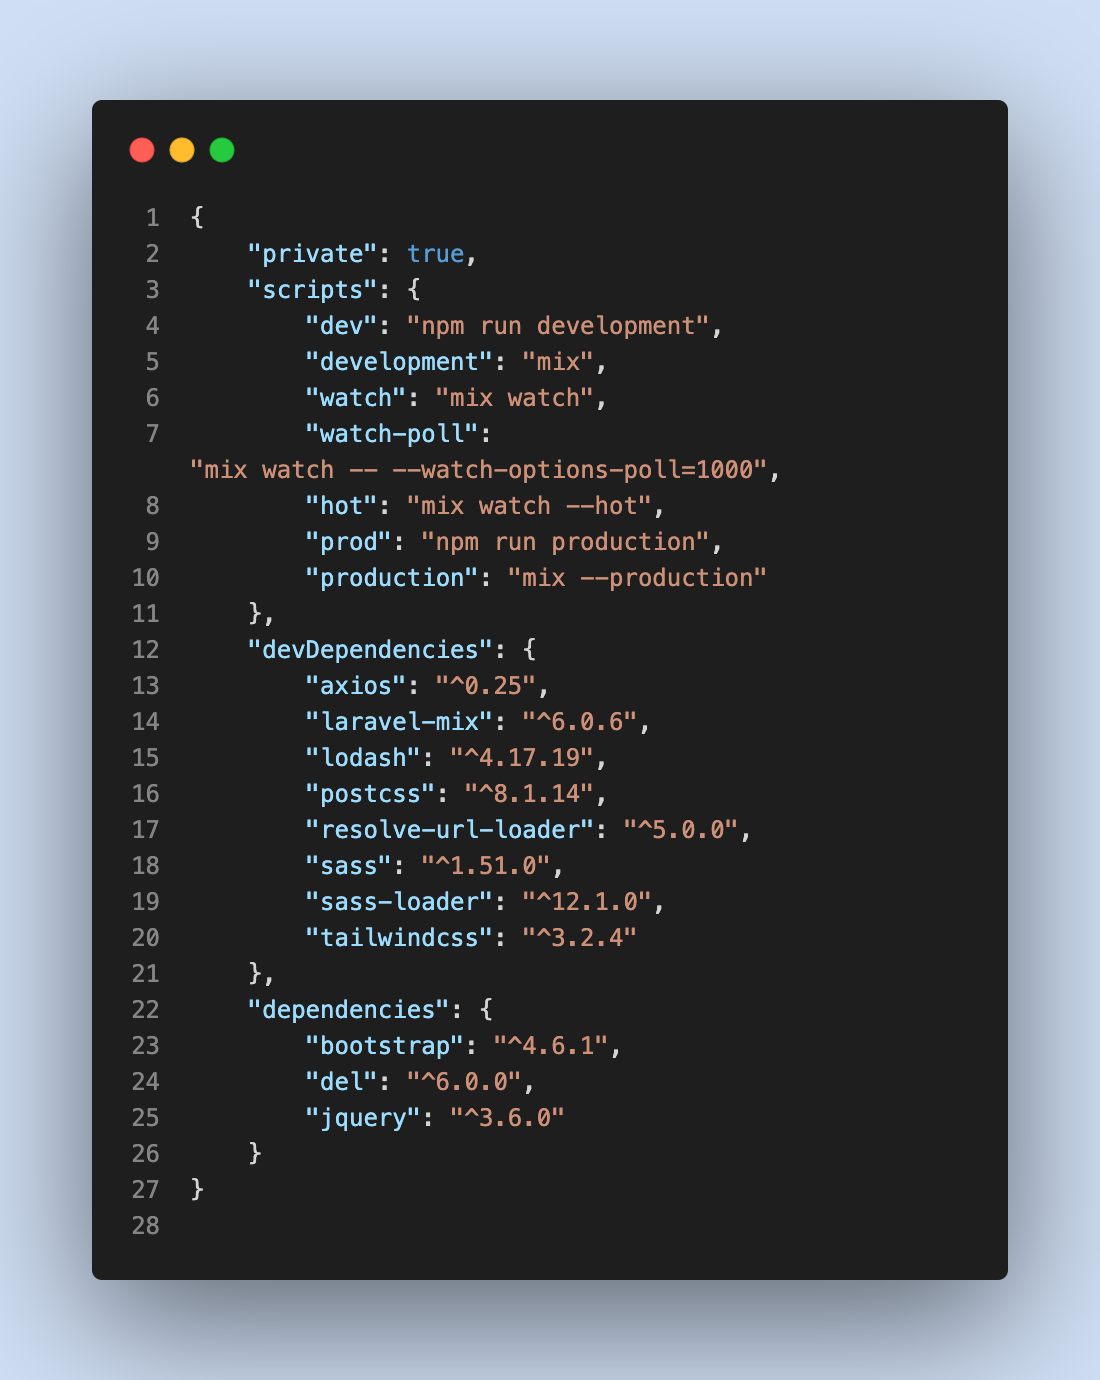 1 {
2     "private": true,
3     "scripts": {
4         "dev": "npm run development",
5         "development": "mix",
6         "watch": "mix watch",
7         "watch-poll":
"mix watch -- --watch-options-poll=1000",
8         "hot": "mix watch --hot",
9         "prod": "npm run production",
10         "production": "mix --production"
11     },
12     "devDependencies": {
13         "axios": "^0.25",
14         "laravel-mix": "^6.0.6",
15         "lodash": "^4.17.19",
16         "postcss": "^8.1.14",
17         "resolve-url-loader": "^5.0.0",
18         "sass": "^1.51.0",
19         "sass-loader": "^12.1.0",
20         "tailwindcss": "^3.2.4"
21     },
22     "dependencies": {
23         "bootstrap": "^4.6.1",
24         "del": "^6.0.0",
25         "jquery": "^3.6.0"
26     }
27 }
28